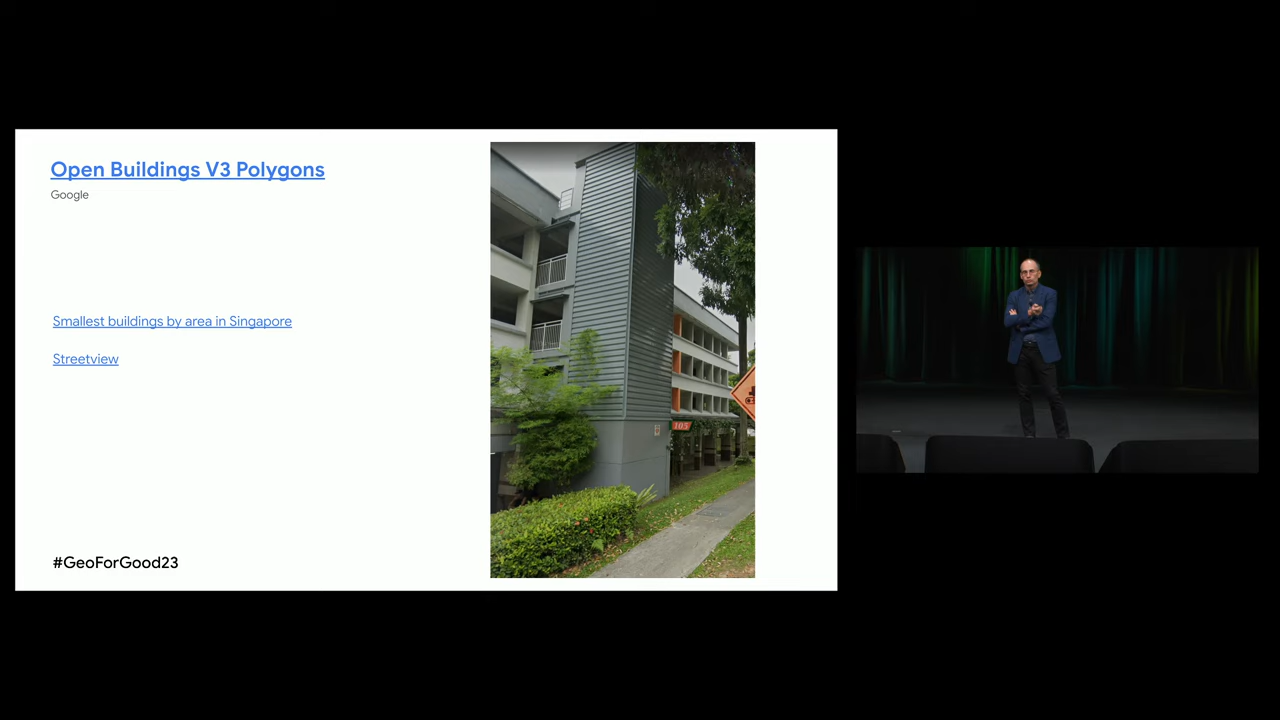 Open Buildings V3 Polygons
Google
Smallest buildings by area in Singapore
Streetview
105
#GeoForGood23